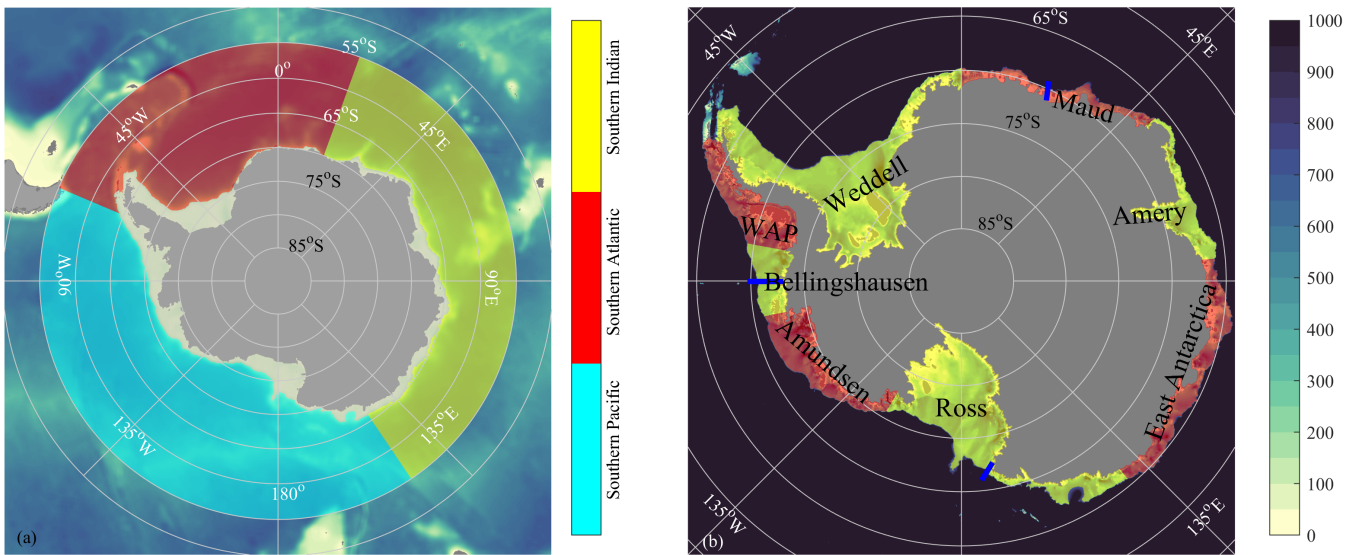 55°S
0°
65°S
45°W
45°E
75°S
85°S
90°W
90°E
135°W
135°E
180°
(a)
Southern Indian
Southern Atlantic
Southern Pacific
65°S
45°W
45°E
Maud
75°S
Weddell
Amery
WAP
85°S
Bellingshausen
Amundsen
East Antarctica
Ross
135°W
135°E
(b)
1000
900
800
700
600
500
400
300
200
100
0